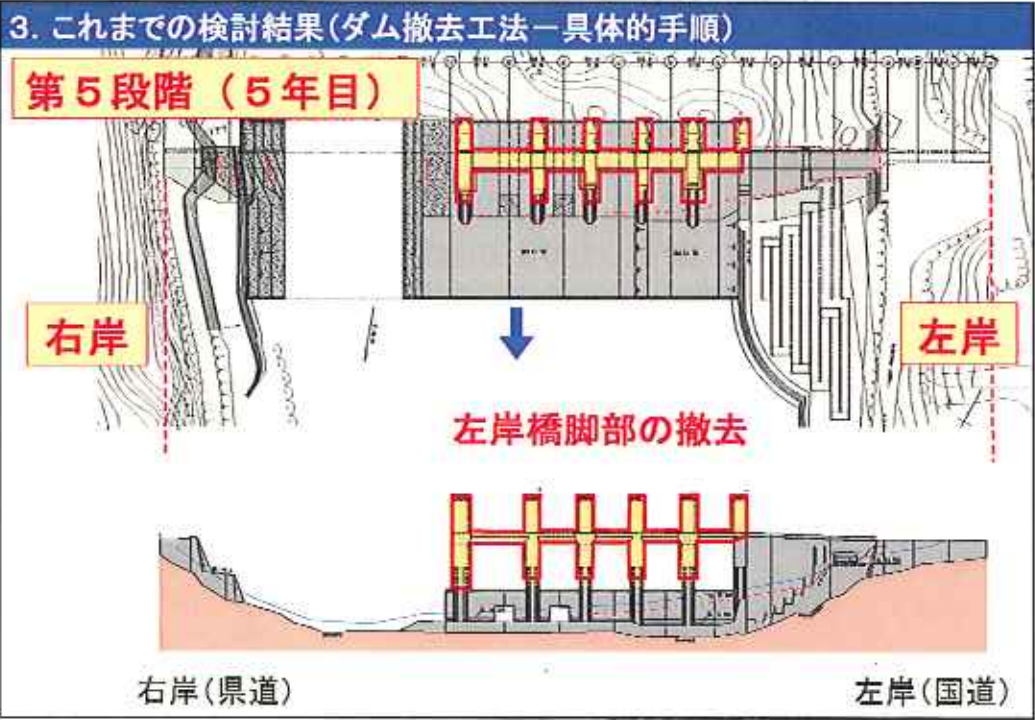 3. これまでの検討結果(ダム撤去工法－具体的手順)
第５段階（５年目）
右岸
左岸
左岸橋脚部の撤去
右岸(県道)
左岸(国道)